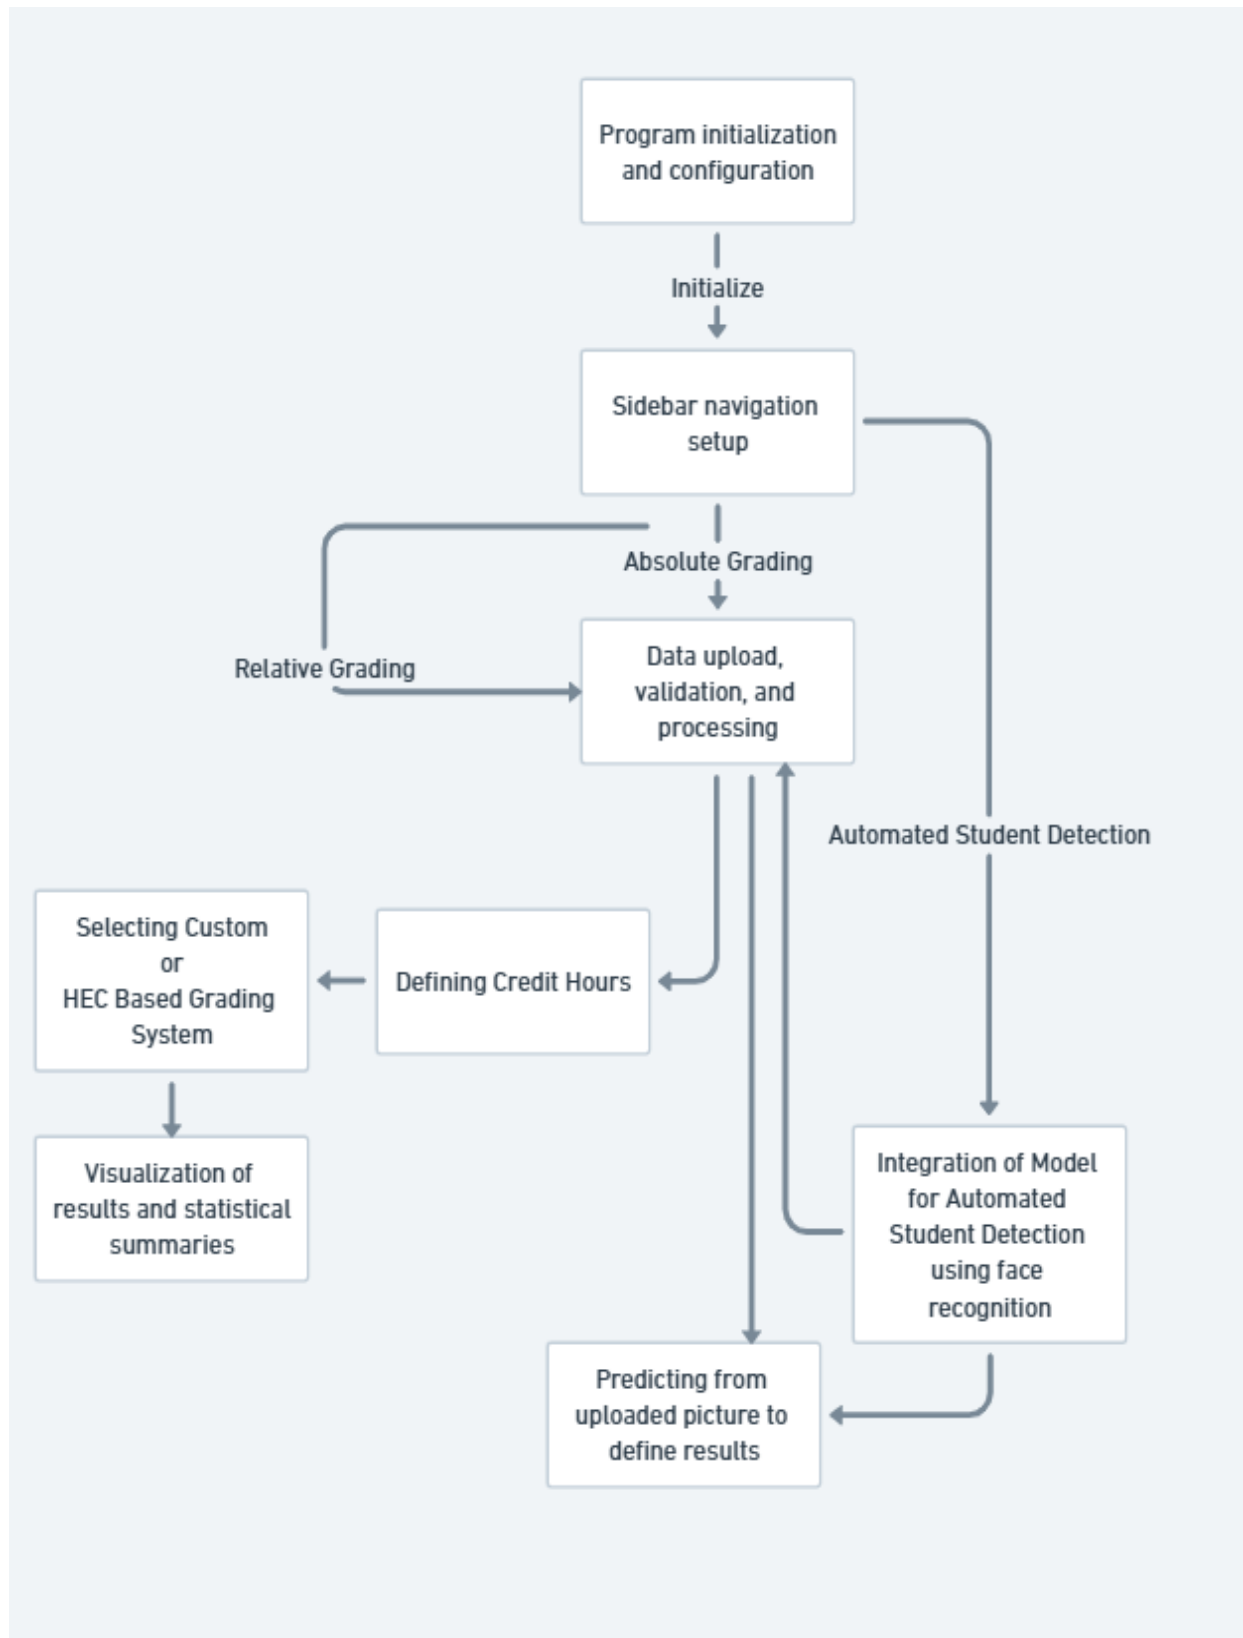 Program initialization
and configuration
Initialize
Sidebar navigation
setup
Absolute Grading
Relative Grading
Data upload,
validation, and
processing
Automated Student Detection
Selecting Custom
or
HEC Based Grading
System
Defining Credit Hours
Visualization of
results and statistical
summaries
Integration of Model
for Automated
Student Detection
using face
recognition
Predicting from
uploaded picture to
define results